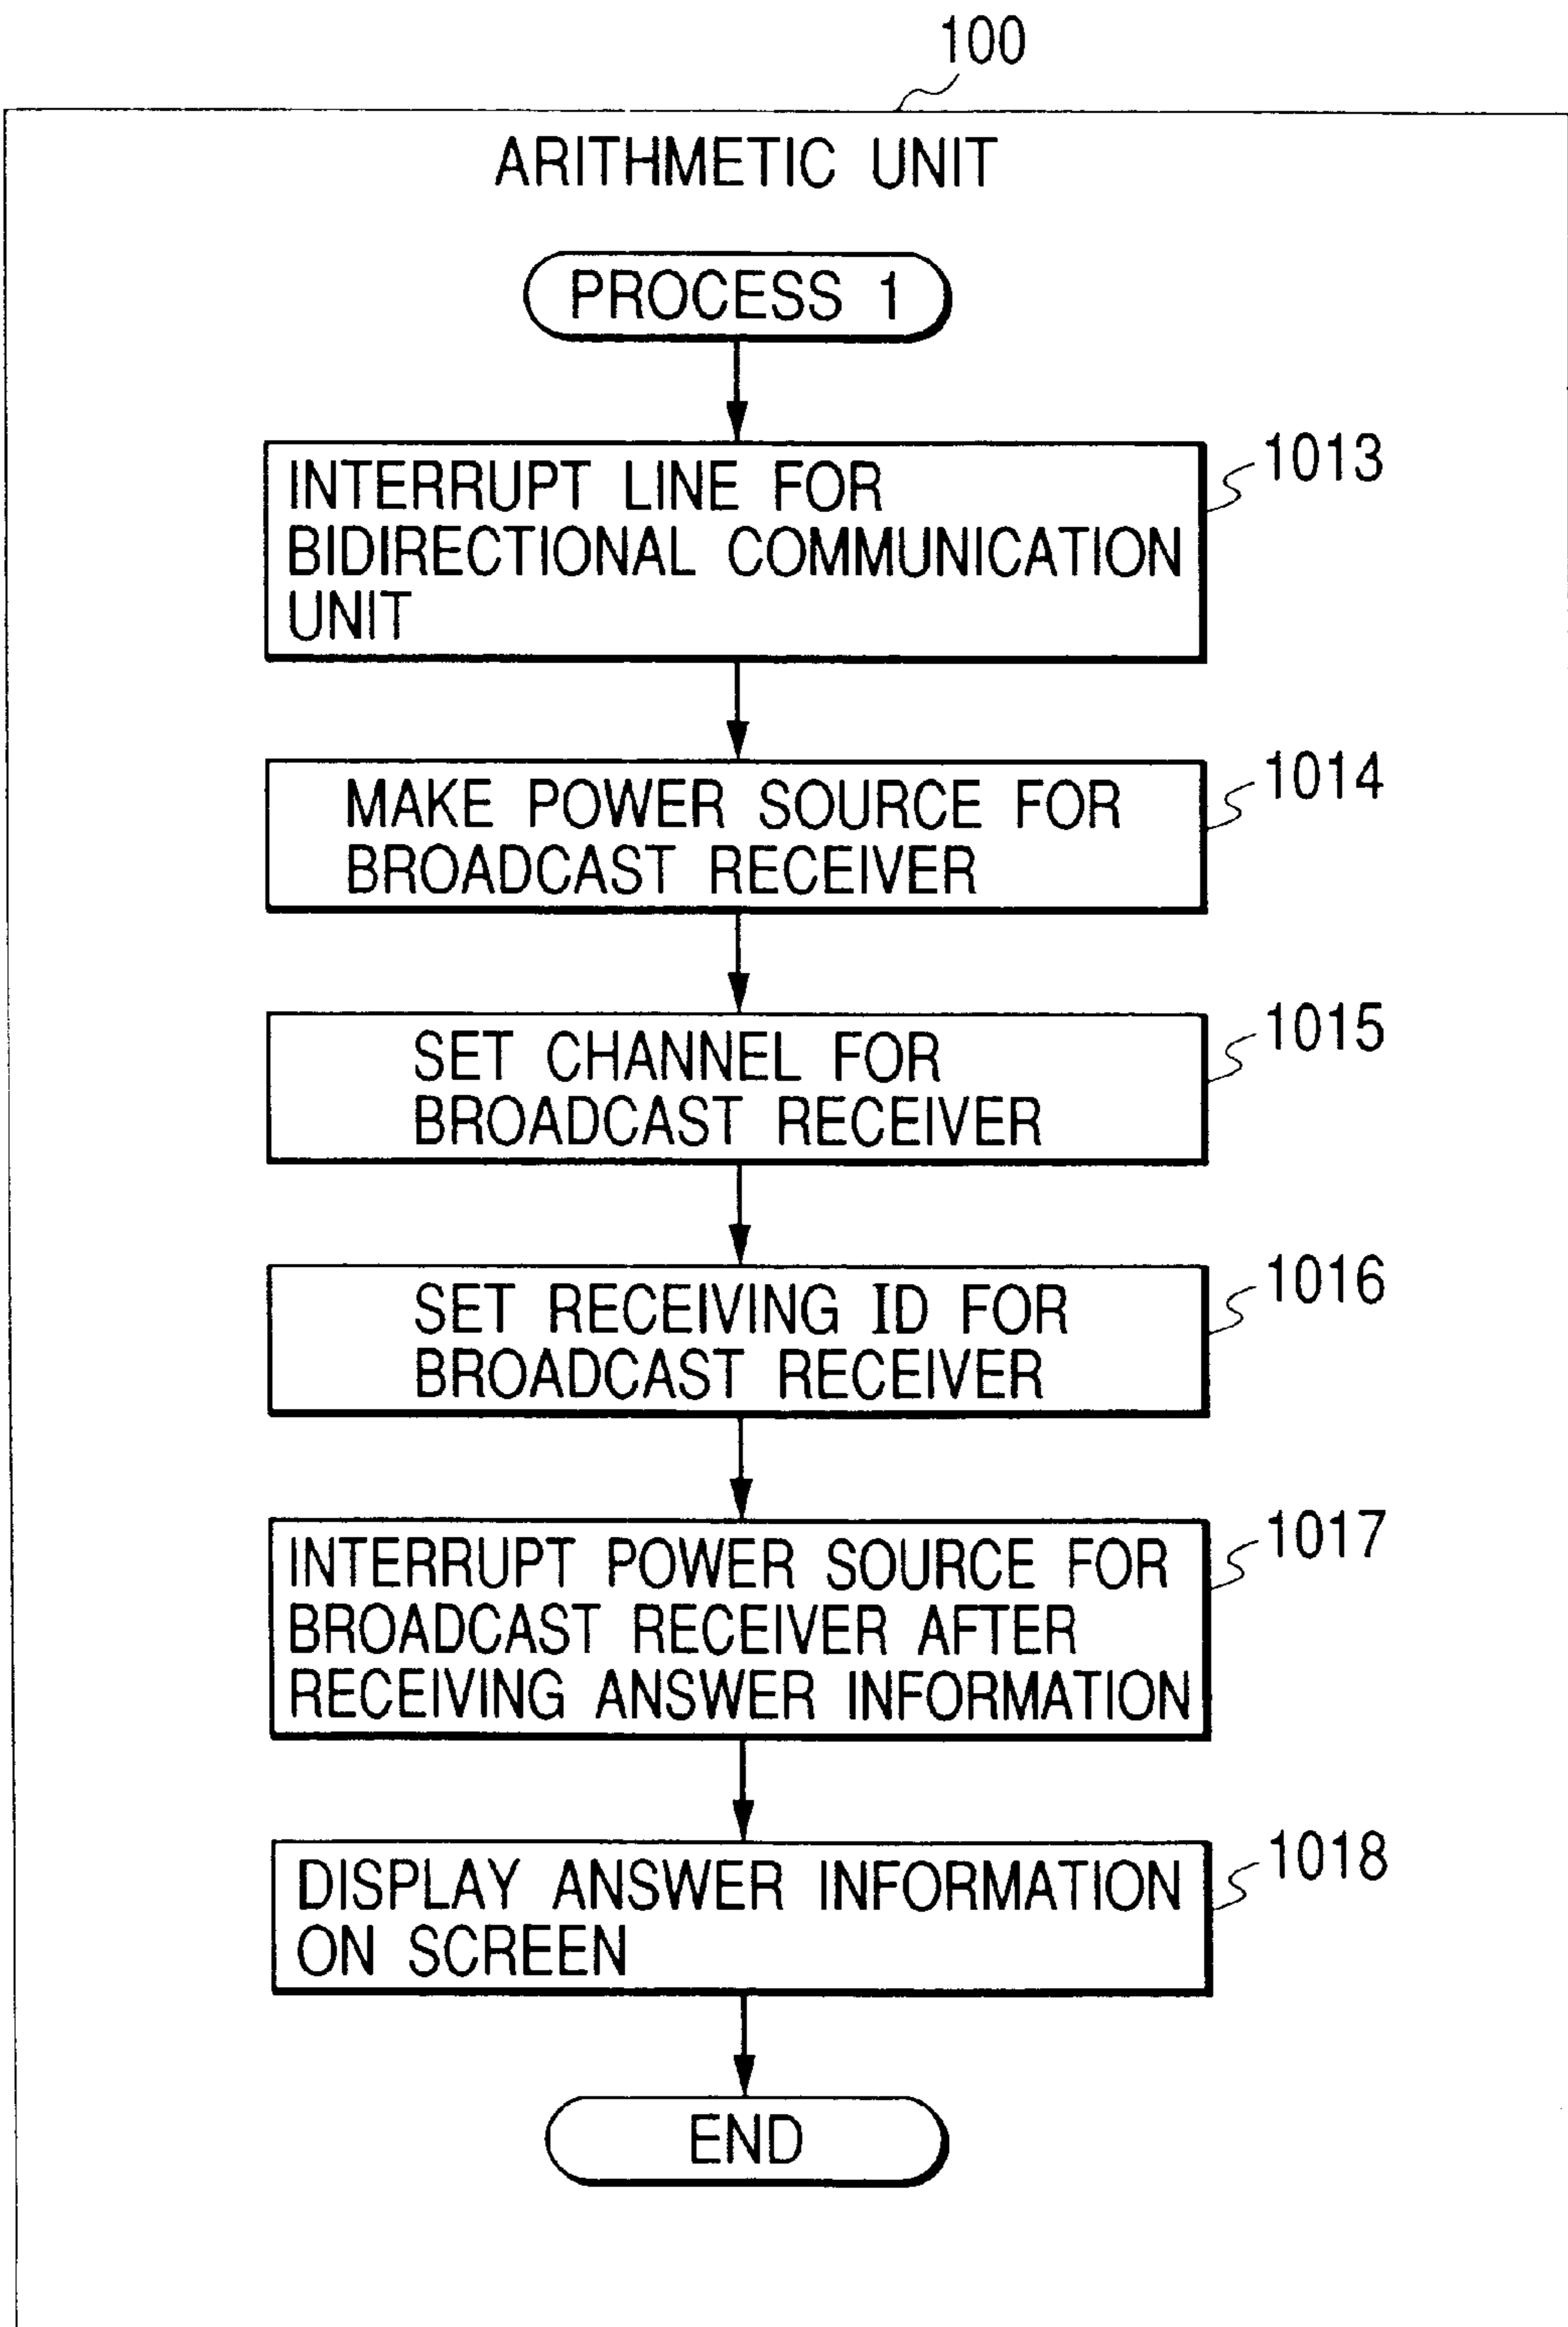 100
ARITHMETIC UNIT
PROCESS 1
1013
INTERRUPT LINE FOR
BIDIRECTIONAL COMMUNICATION
UNIT
1014
MAKE POWER SOURCE FOR
BROADCAST RECEIVER
1015
SET CHANNEL FOR
BROADCAST RECEIVER
1016
SET RECEIVING ID FOR
BROADCAST RECEIVER
1017
INTERRUPT POWER SOURCE FOR
BROADCAST RECEIVER AFTER
RECEIVING ANSWER INFORMATION
1018
DISPLAY ANSWER INFORMATION
ON SCREEN
END